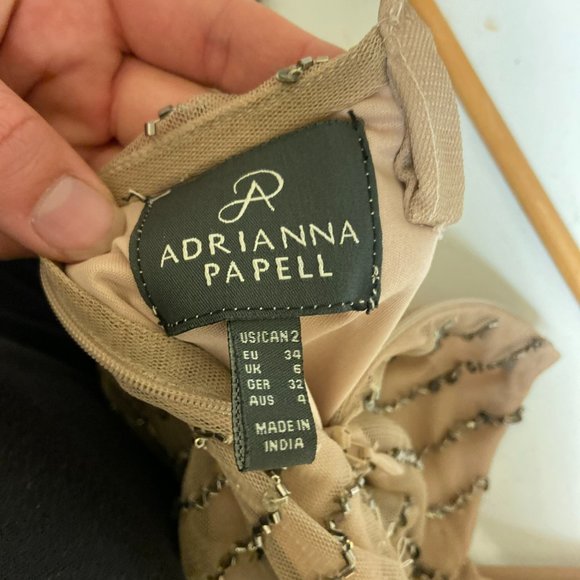 ADRIANNA
PAPELL
US/CAN 2
EU 34
UK 6
GER 32
AUS 4
MADE IN
INDIA